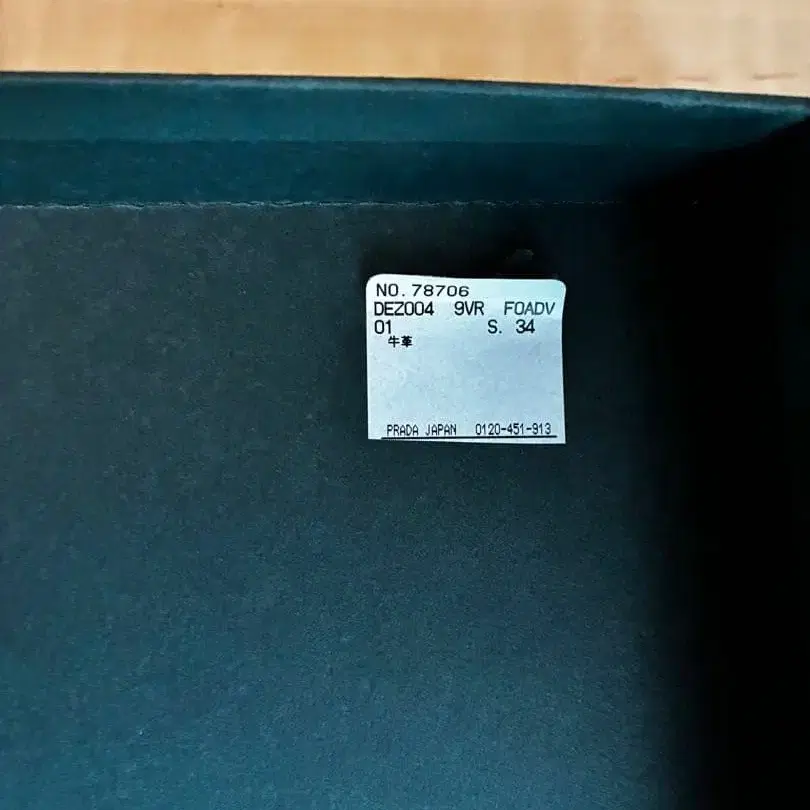 NO. 78706
DEZ004 9VR F0ADV
01 S. 34
牛革
PRADA JAPAN 0120-451-913